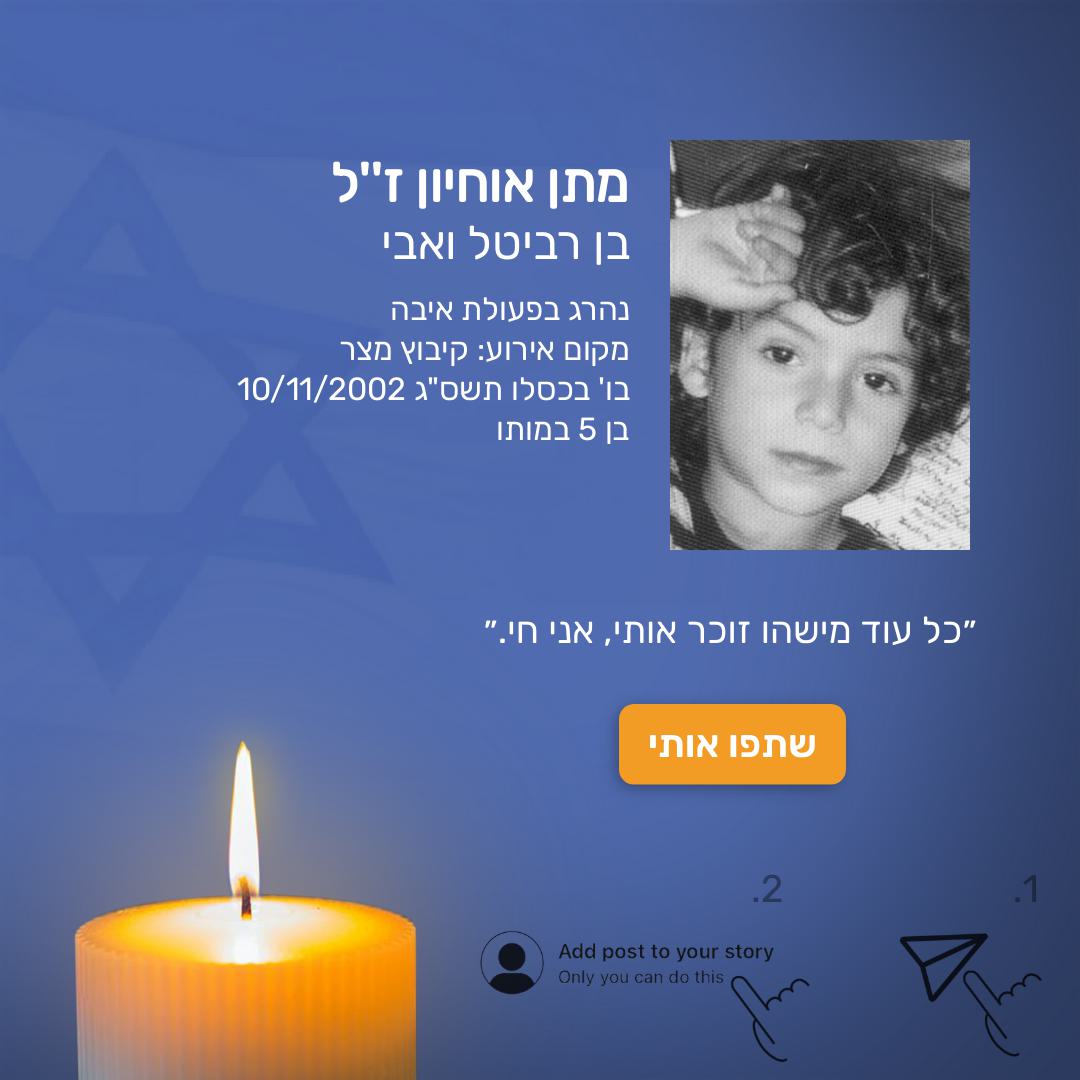 מתן אוחיון ז"ל
בן רביטל ואבי
נהרג בפעולת איבה
מקום אירוע: קיבוץ מצר
בו' בכסלו תשס"ג 10/11/2002
בן 5 במותו
״כל עוד מישהו זוכר אותי, אני חי.״
שתפו אותי
1.
2.
Add post to your story
Only you can do this